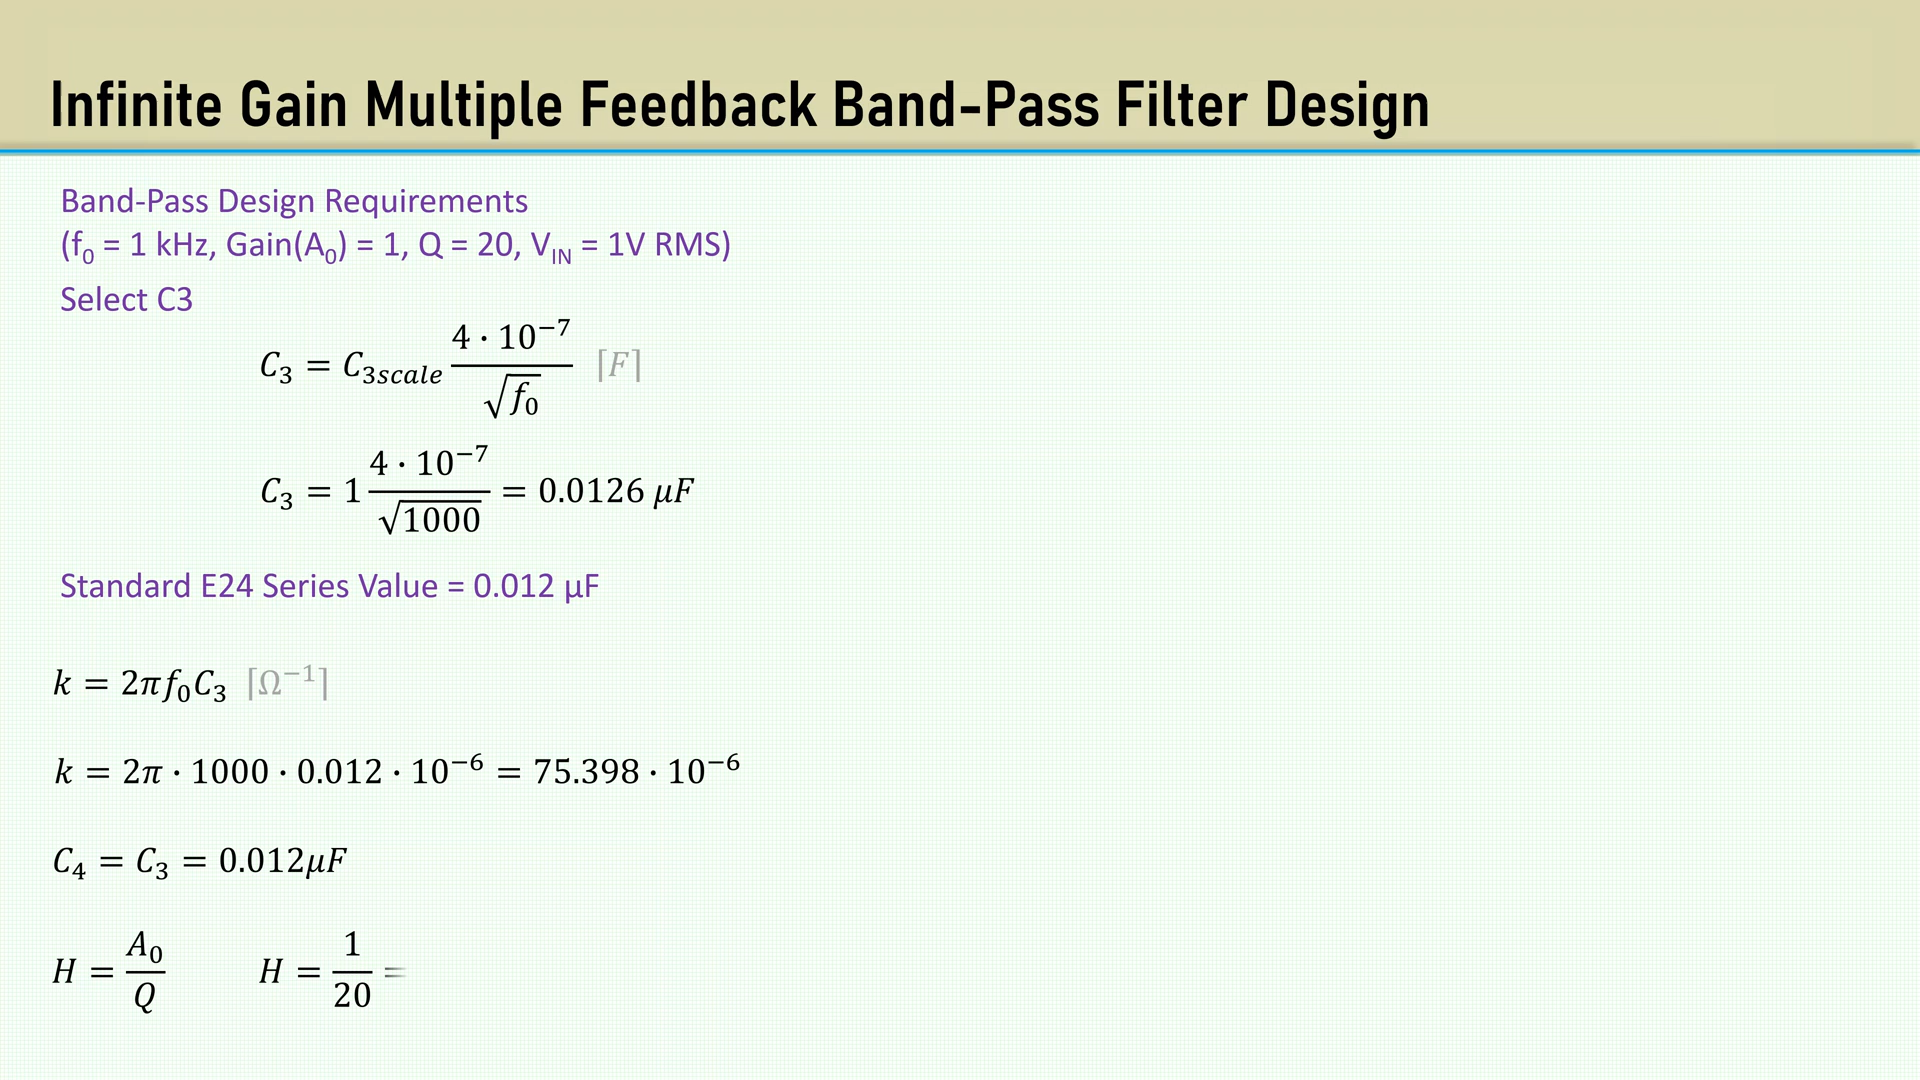 Infinite Gain Multiple Feedback Band-Pass Filter Design
Band-Pass Design Requirements
(f₀ = 1 kHz, Gain(A₀) = 1, Q = 20, V_IN = 1V RMS)
Select C3
C₃ = C₃scale 4 · 10⁻⁷ / √f₀ ⌈F⌉
C₃ = 1 4 · 10⁻⁷ / √1000 = 0.0126 μF
Standard E24 Series Value = 0.012 μF
k = 2πf₀C₃ ⌈Ω⁻¹⌉
k = 2π · 1000 · 0.012 · 10⁻⁶ = 75.398 · 10⁻⁶
C₄ = C₃ = 0.012μF
H = A₀ / Q H = 1 / 20 =